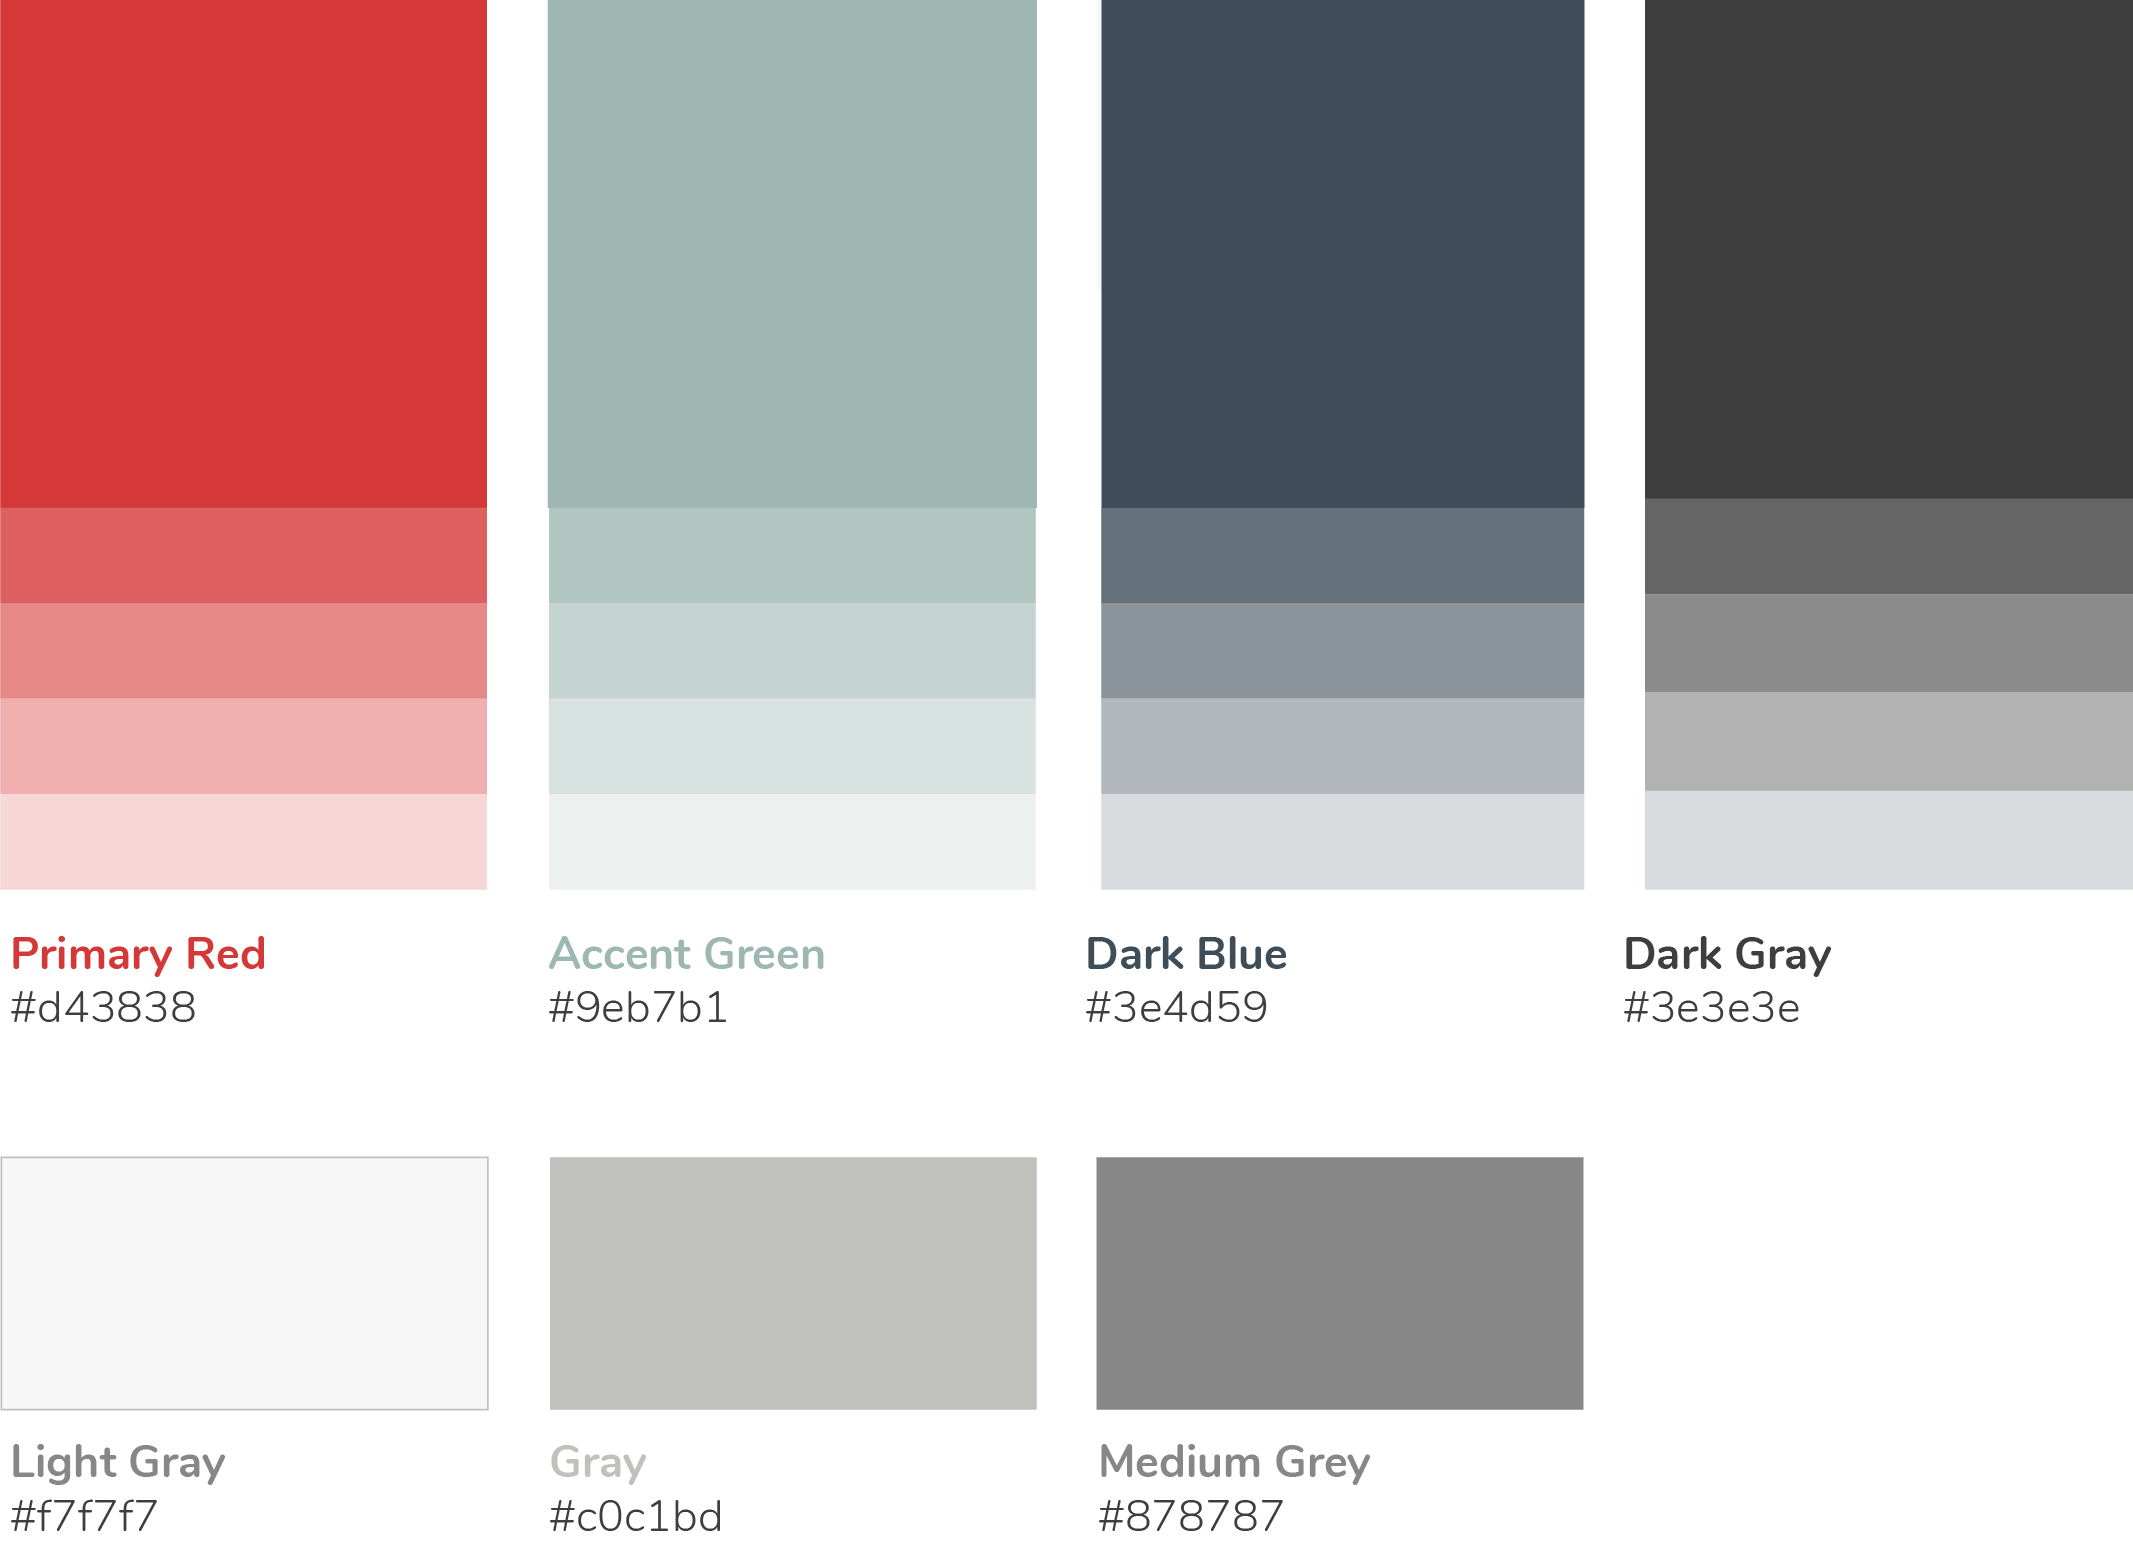 Primary Red
#d43838
Accent Green
#9eb7b1
Dark Blue
#3e4d59
Dark Gray
#3e3e3e
Light Gray
#f7f7f7
Gray
#c0c1bd
Medium Grey
#878787